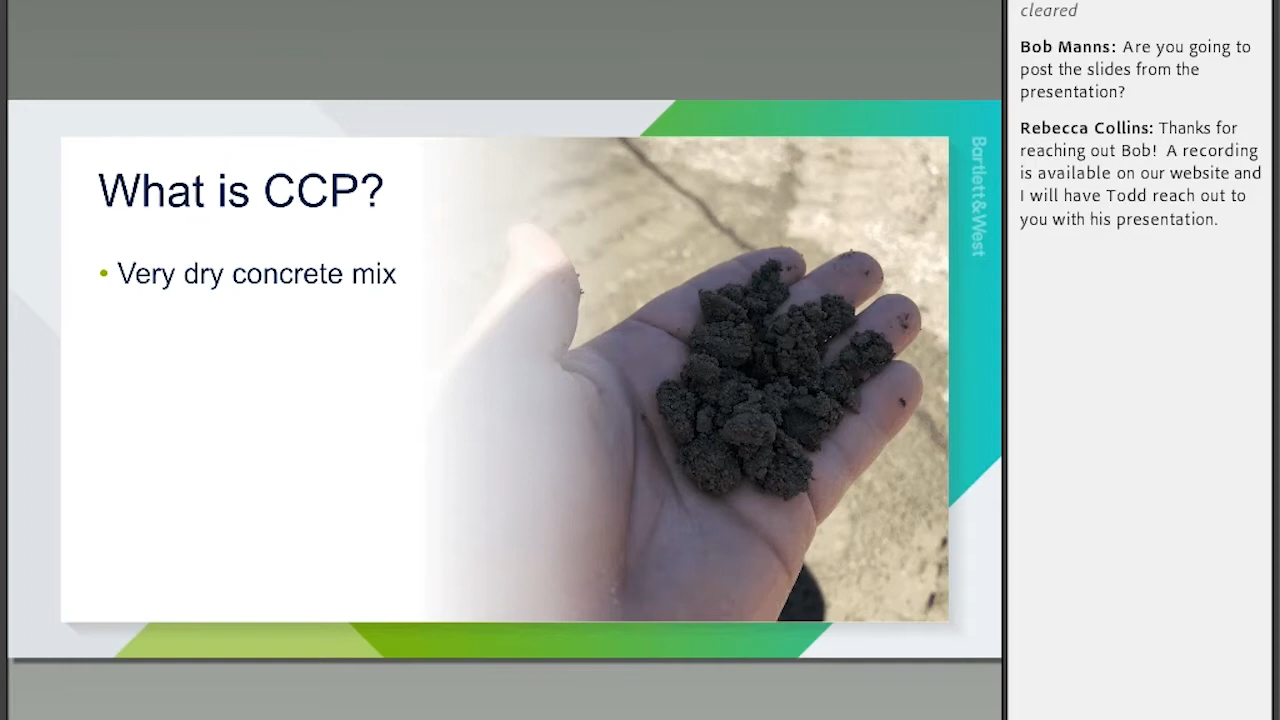 What is CCP?
• Very dry concrete mix
Bartlett&West
cleared
Bob Manns: Are you going to
post the slides from the
presentation?
Rebecca Collins: Thanks for
reaching out Bob!  A recording
is available on our website and
I will have Todd reach out to
you with his presentation.